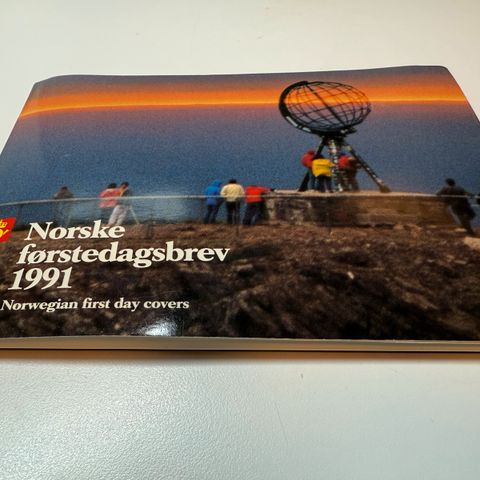 Norske
førstedagsbrev
1991
Norwegian first day covers